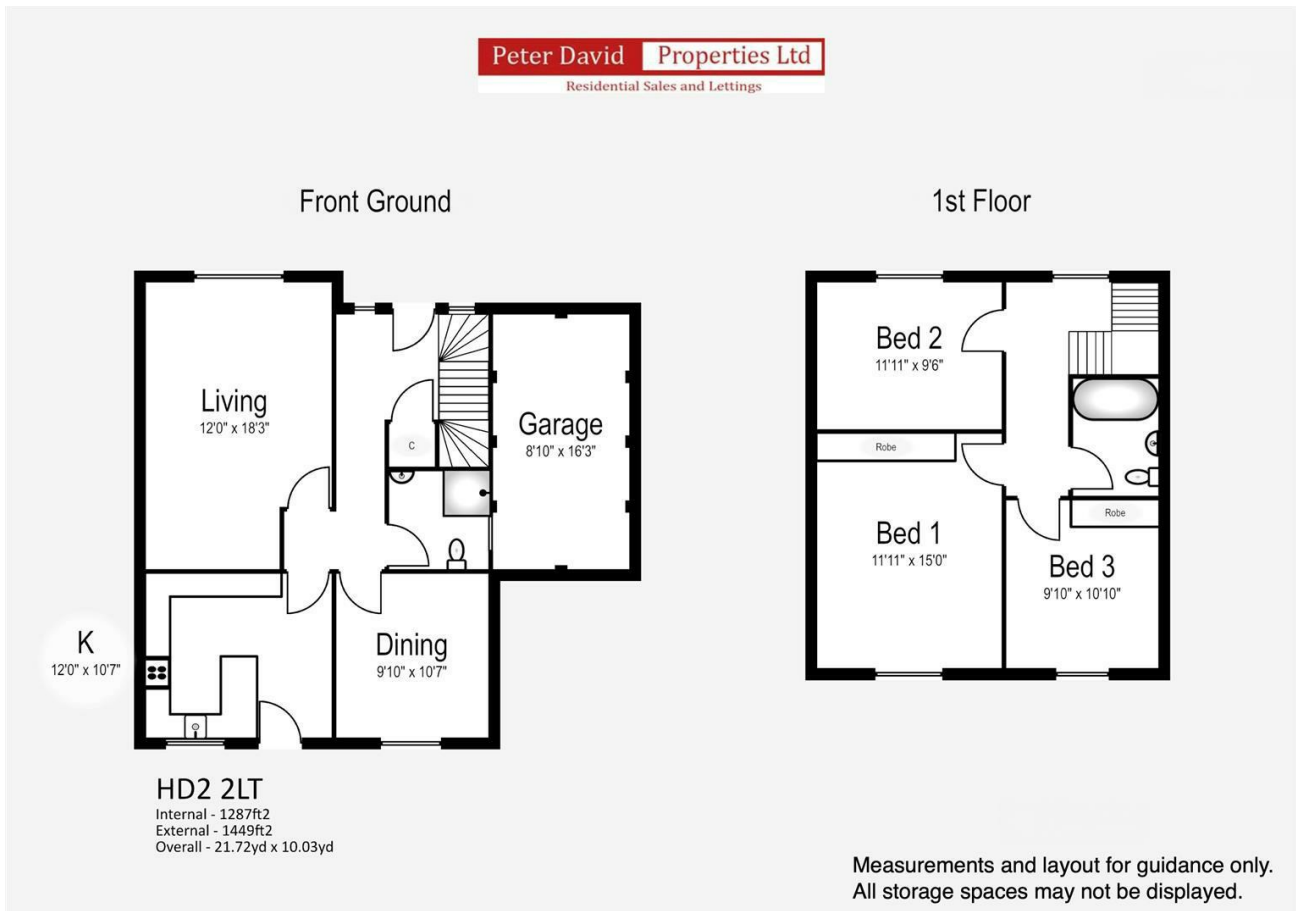 Peter David Properties Ltd
Residential Sales and Lettings
Front Ground
1st Floor
Living
12'0" x 18'3"
C
Garage
8'10" x 16'3"
K
12'0" x 10'7"
Dining
9'10" x 10'7"
Bed 2
11'11" x 9'6"
Robe
Bed 1
11'11" x 15'0"
Robe
Bed 3
9'10" x 10'10"
HD2 2LT
Internal - 1287ft2
External - 1449ft2
Overall - 21.72yd x 10.03yd
Measurements and layout for guidance only.
All storage spaces may not be displayed.